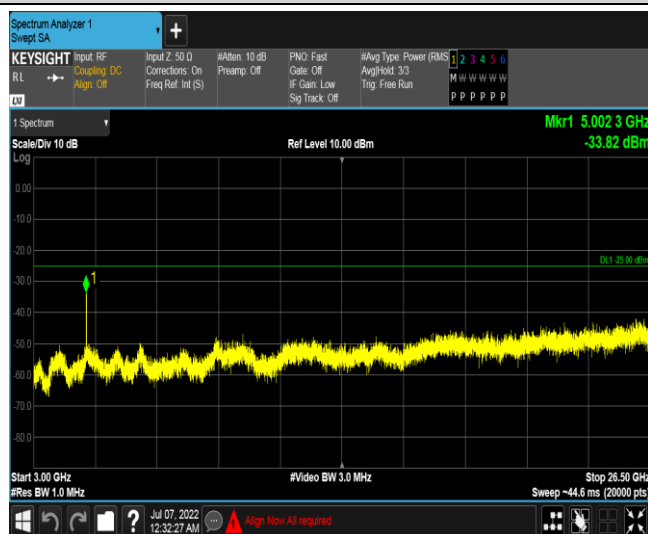 Spectrum Analyzer 1
Swept SA
+
KEYSIGHT
RL
LXI
Input: RF
Coupling: DC
Align: Off
Input Z: 50 Ω
Corrections: On
Freq Ref: Int (S)
#Atten: 10 dB
Preamp: Off
PNO: Fast
Gate: Off
IF Gain: Low
Sig Track: Off
#Avg Type: Power (RMS
Avg|Hold: 3/3
Trig: Free Run
1 2 3 4 5 6
M W W W W W
P P P P P P
1 Spectrum
Scale/Div 10 dB
Ref Level 10.00 dBm
Mkr1 5.002 3 GHz
-33.82 dBm
Log
0.00
-10.0
-20.0
DL1 -25.00 dBm
-30.0
1
-40.0
-50.0
-60.0
-70.0
-80.0
Start 3.00 GHz
#Video BW 3.0 MHz
Stop 26.50 GHz
#Res BW 1.0 MHz
Sweep ~44.6 ms (20000 pts)
?
Jul 07, 2022
12:32:27 AM
Align Now All required